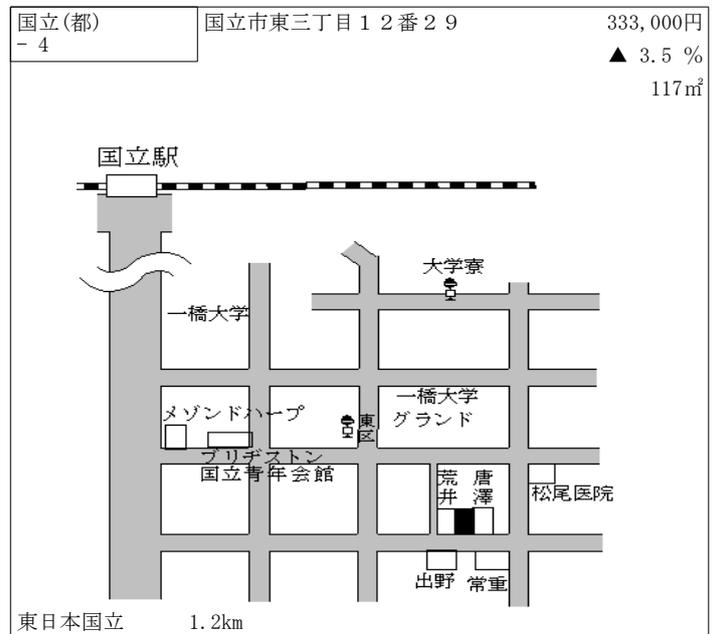 国立(都)
- 4
国立市東三丁目12番29
333,000円
▲ 3.5 %
117㎡
国立駅
大学寮
一橋大学
一橋大学
グランド
メゾンドハープ
東区
ブリヂストン
国立青年会館
荒井
唐澤
松尾医院
出野
常重
東日本国立
1.2km